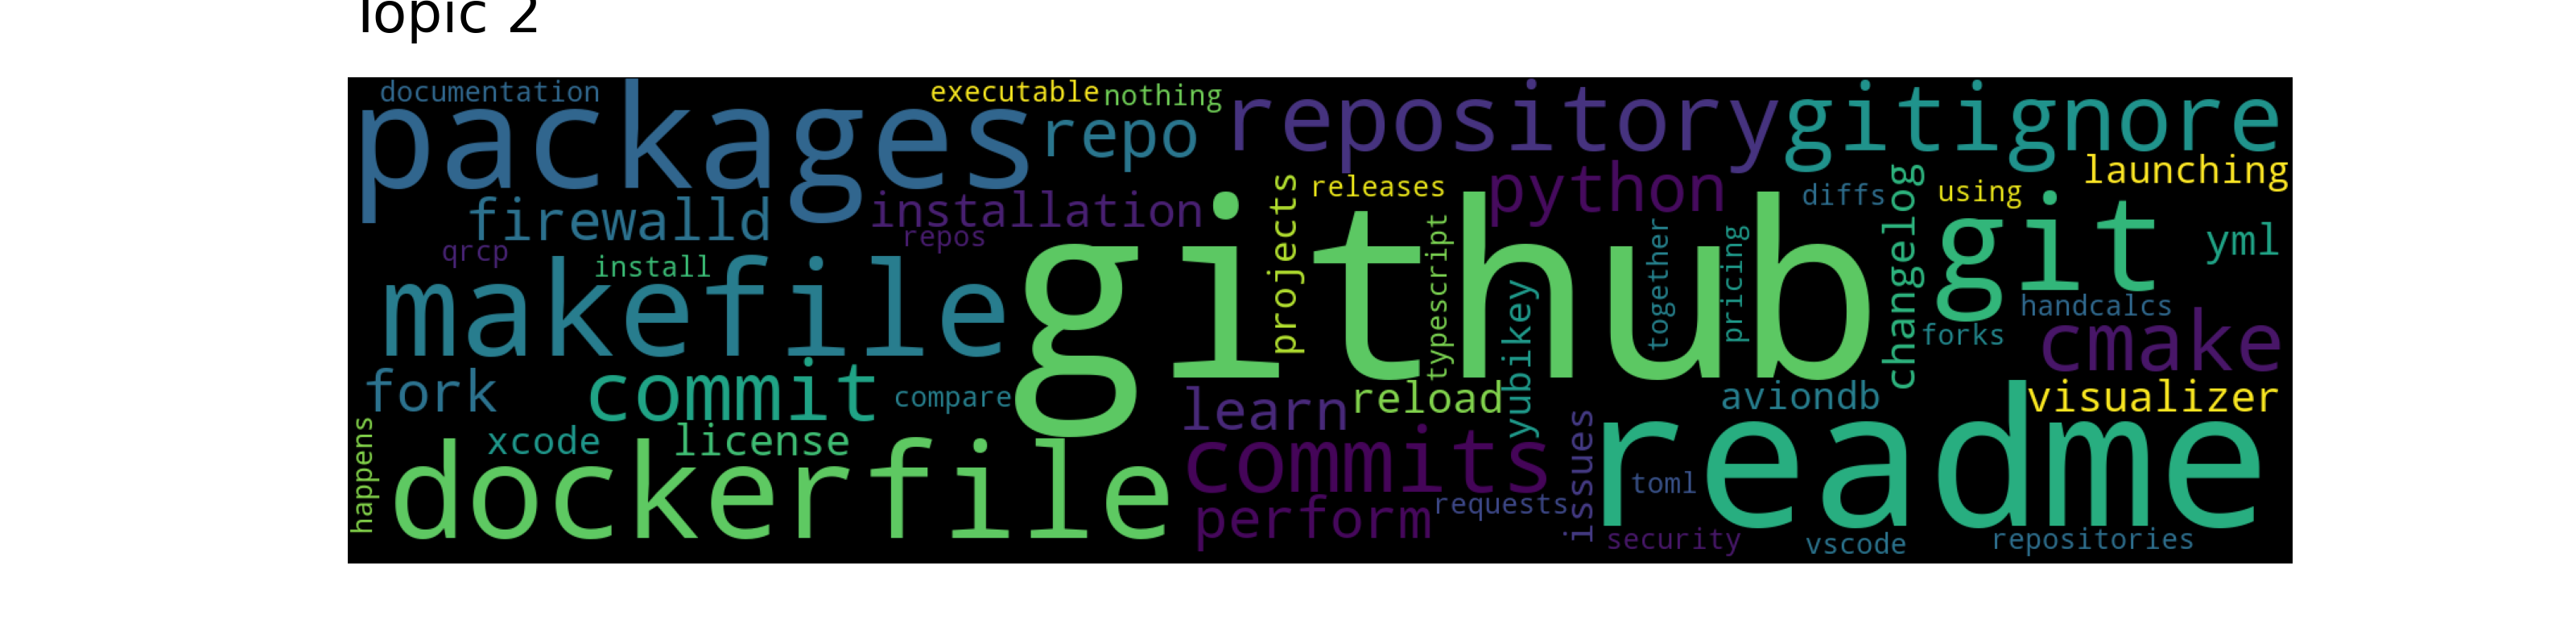 Topic 2
documentation
executable
nothing
packages
repo
repository
gitignore
launching
firewalld
installation
releases
python
diffs
using
qrcp
repos
install
projects
typescript
together
pricing
changelog
git
yml
makefile
github
yubikey
handcalcs
forks
cmake
fork
commit
compare
learn
reload
aviondb
visualizer
happens
xcode
license
commits
issues
readme
toml
dockerfile
perform
requests
security
vscode
repositories